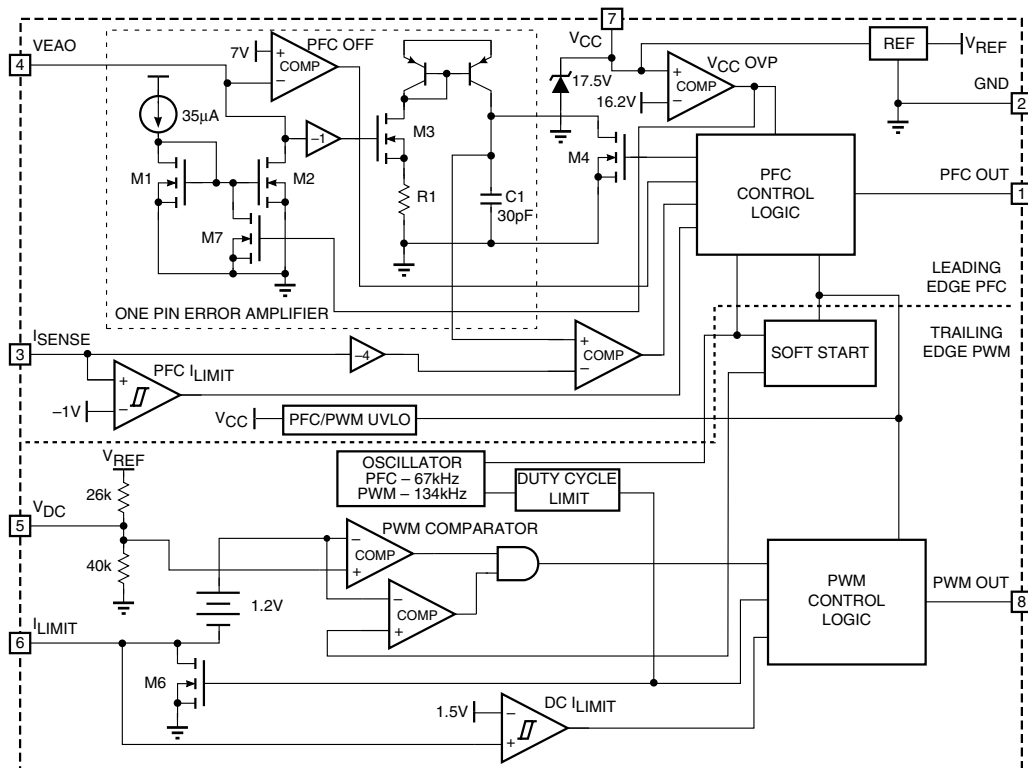 7
VCC
VEAO
4
7V
+
COMP
−
PFC OFF
REF
VREF
17.5V
VCC OVP
+
COMP
−
16.2V
GND
2
35µA
−1
M3
M4
M1
M2
R1
C1
30pF
M7
PFC
CONTROL
LOGIC
PFC OUT
1
ONE PIN ERROR AMPLIFIER
LEADING
EDGE PFC
ISENSE
3
−4
+
COMP
−
SOFT START
TRAILING
EDGE PWM
PFC ILIMIT
+
−
−1V
VCC
PFC/PWM UVLO
VREF
26k
OSCILLATOR
PFC – 67kHz
PWM – 134kHz
DUTY CYCLE
LIMIT
VDC
5
PWM COMPARATOR
−
COMP
+
40k
1.2V
−
COMP
+
PWM
CONTROL
LOGIC
PWM OUT
8
ILIMIT
6
M6
1.5V
−
+
DC ILIMIT